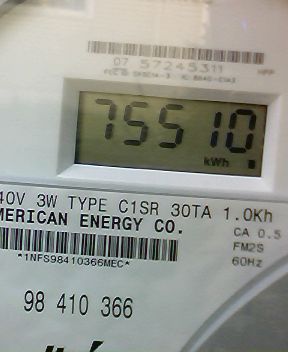 07 57245311
75510
kWh
40V 3W TYPE C1SR 30TA 1.0Kh
MERICAN ENERGY CO. CA 0.5
FM2S
*1NFS98410366MEC* 60Hz
98 410 366